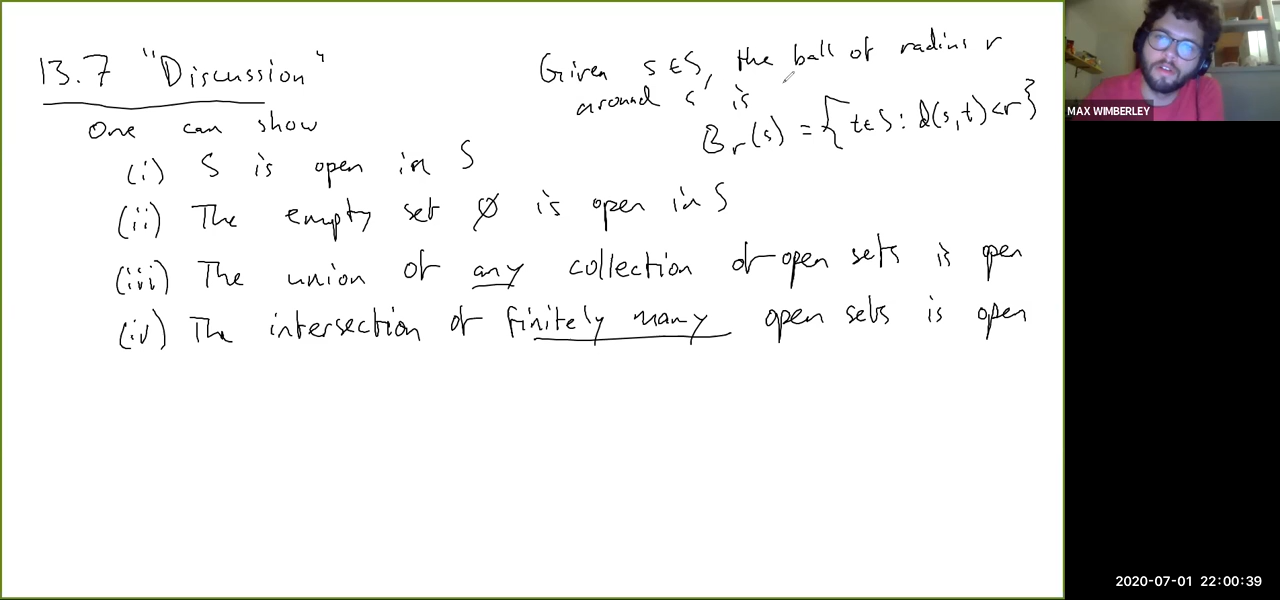 13.7 "Discussion"
Given s ∈ S, the ball of radius r
around s, is
B_r(s) = {t ∈ S : d(s,t) < r}
One can show
(i) S is open in S
(ii) The empty set ∅ is open in S
(iii) The union of any collection of open sets is open
(iv) The intersection of finitely many open sets is open
MAX WIMBERLEY
2020-07-01 22:00:39